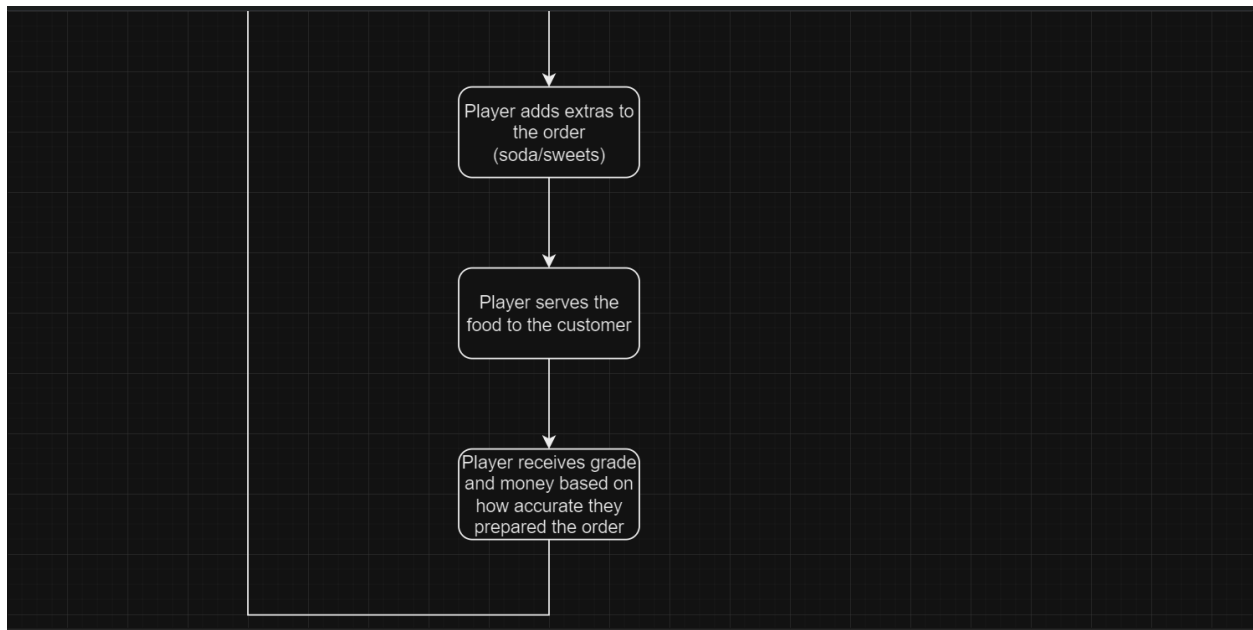 Player adds extras to
the order
(soda/sweets)
Player serves the
food to the customer
Player receives grade
and money based on
how accurate they
prepared the order